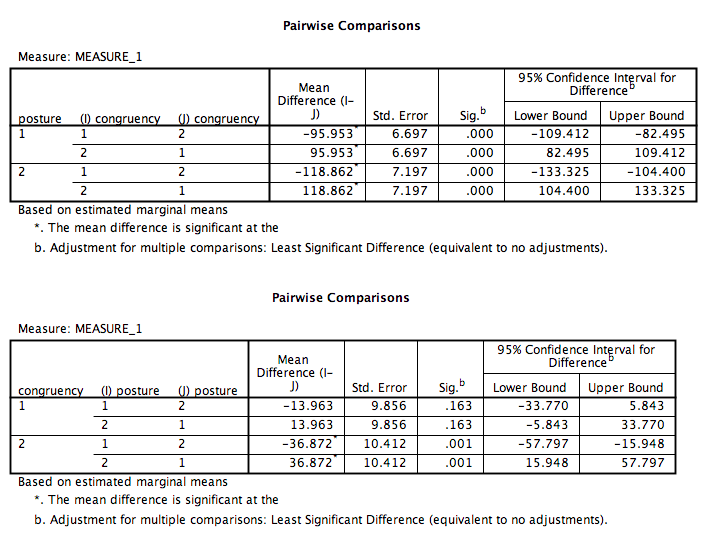 Pairwise Comparisons
Measure: MEASURE_1
posture (I) congruency (J) congruency Mean Difference (I-J) Std. Error Sig.b 95% Confidence Interval for Differenceb Lower Bound Upper Bound
1 1 2 -95.953* 6.697 .000 -109.412 -82.495
2 1 95.953* 6.697 .000 82.495 109.412
2 1 2 -118.862* 7.197 .000 -133.325 -104.400
2 1 118.862* 7.197 .000 104.400 133.325
Based on estimated marginal means
*. The mean difference is significant at the
b. Adjustment for multiple comparisons: Least Significant Difference (equivalent to no adjustments).
Pairwise Comparisons
Measure: MEASURE_1
congruency (I) posture (J) posture Mean Difference (I-J) Std. Error Sig.b 95% Confidence Interval for Differenceb Lower Bound Upper Bound
1 1 2 -13.963 9.856 .163 -33.770 5.843
2 1 13.963 9.856 .163 -5.843 33.770
2 1 2 -36.872* 10.412 .001 -57.797 -15.948
2 1 36.872* 10.412 .001 15.948 57.797
Based on estimated marginal means
*. The mean difference is significant at the
b. Adjustment for multiple comparisons: Least Significant Difference (equivalent to no adjustments).